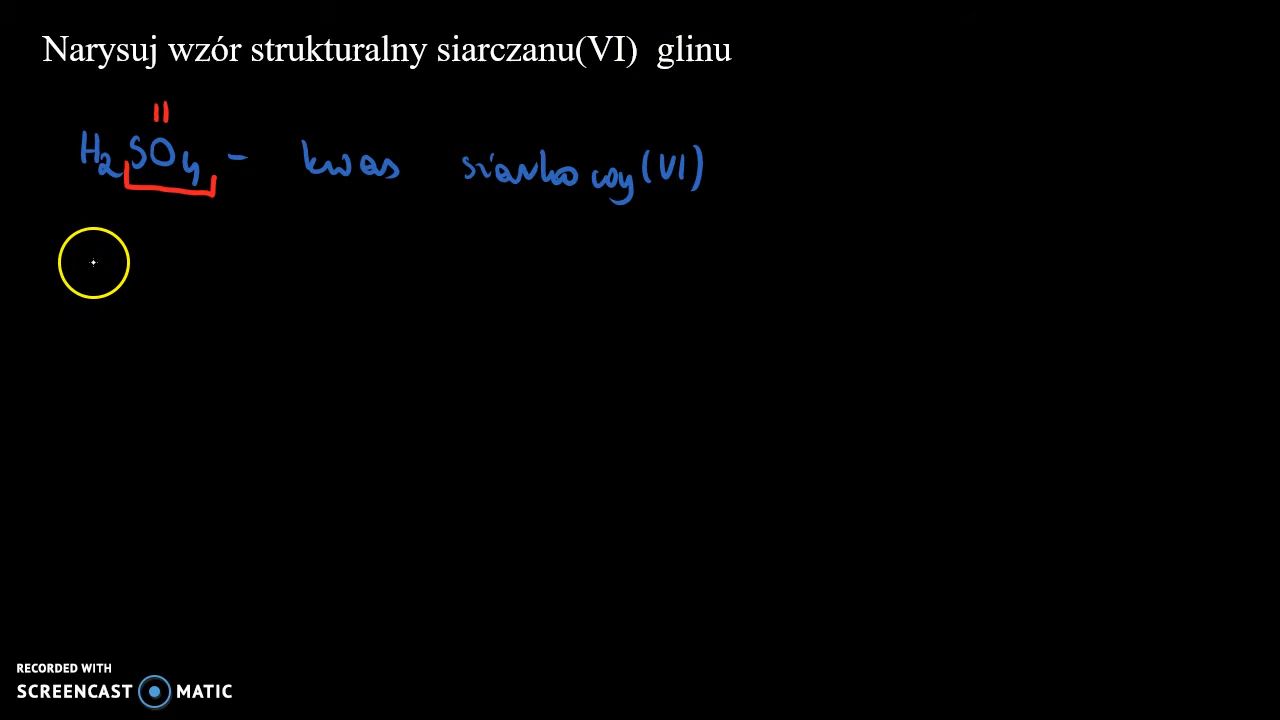 Narysuj wzór strukturalny siarczanu(VI) glinu
II
H₂SO₄ - kwas siarkowy(VI)
RECORDED WITH
SCREENCAST MATIC